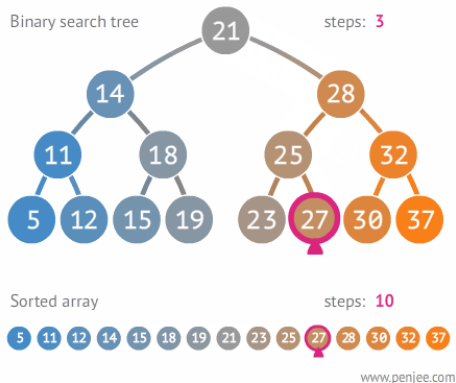 Binary search tree steps: 3
21
14 28
11 18 25 32
5 12 15 19 23 27 30 37
Sorted array steps: 10
5 11 12 14 15 18 19 21 23 25 27 28 30 32 37
www.penjee.com